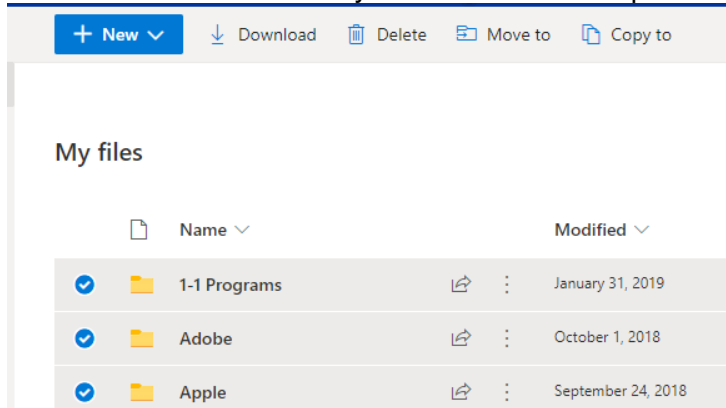 New Download Delete Move to Copy to
My files
Name Modified
1-1 Programs January 31, 2019
Adobe October 1, 2018
Apple September 24, 2018